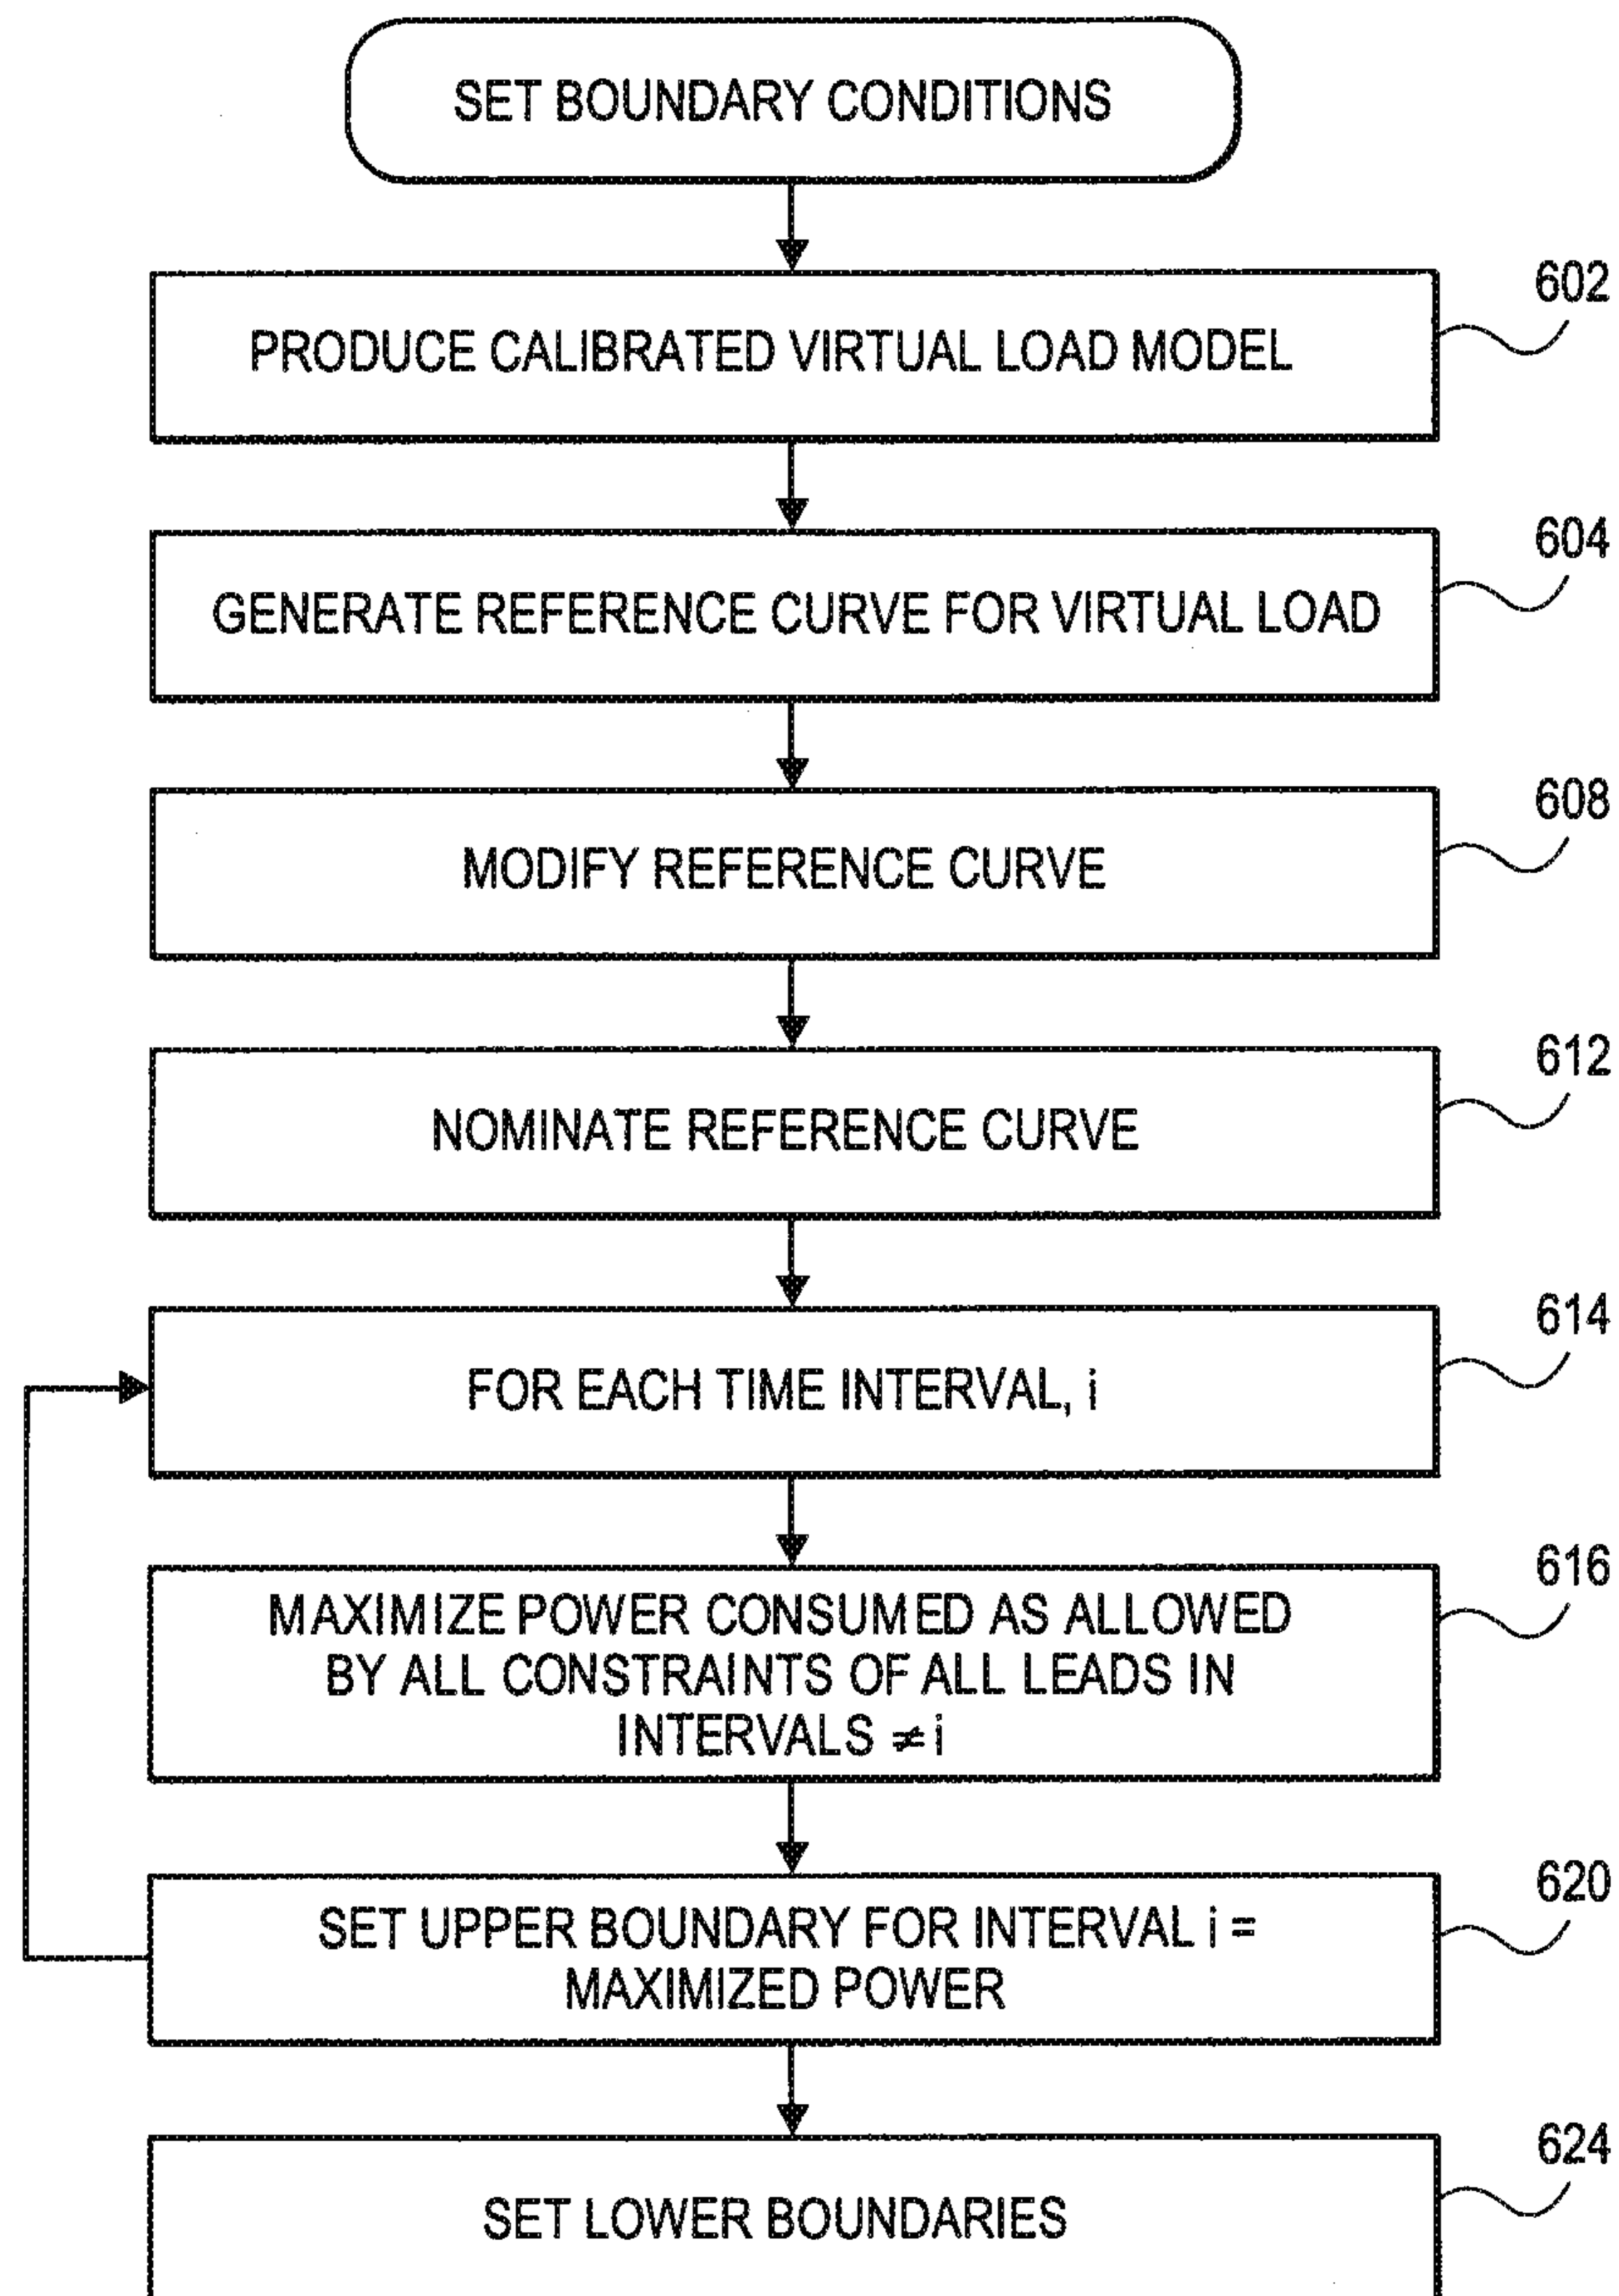 SET BOUNDARY CONDITIONS
602
PRODUCE CALIBRATED VIRTUAL LOAD MODEL
604
GENERATE REFERENCE CURVE FOR VIRTUAL LOAD
608
MODIFY REFERENCE CURVE
612
NOMINATE REFERENCE CURVE
614
FOR EACH TIME INTERVAL, i
616
MAXIMIZE POWER CONSUMED AS ALLOWED
BY ALL CONSTRAINTS OF ALL LEADS IN
INTERVALS ≠ i
620
SET UPPER BOUNDARY FOR INTERVAL i =
MAXIMIZED POWER
624
SET LOWER BOUNDARIES